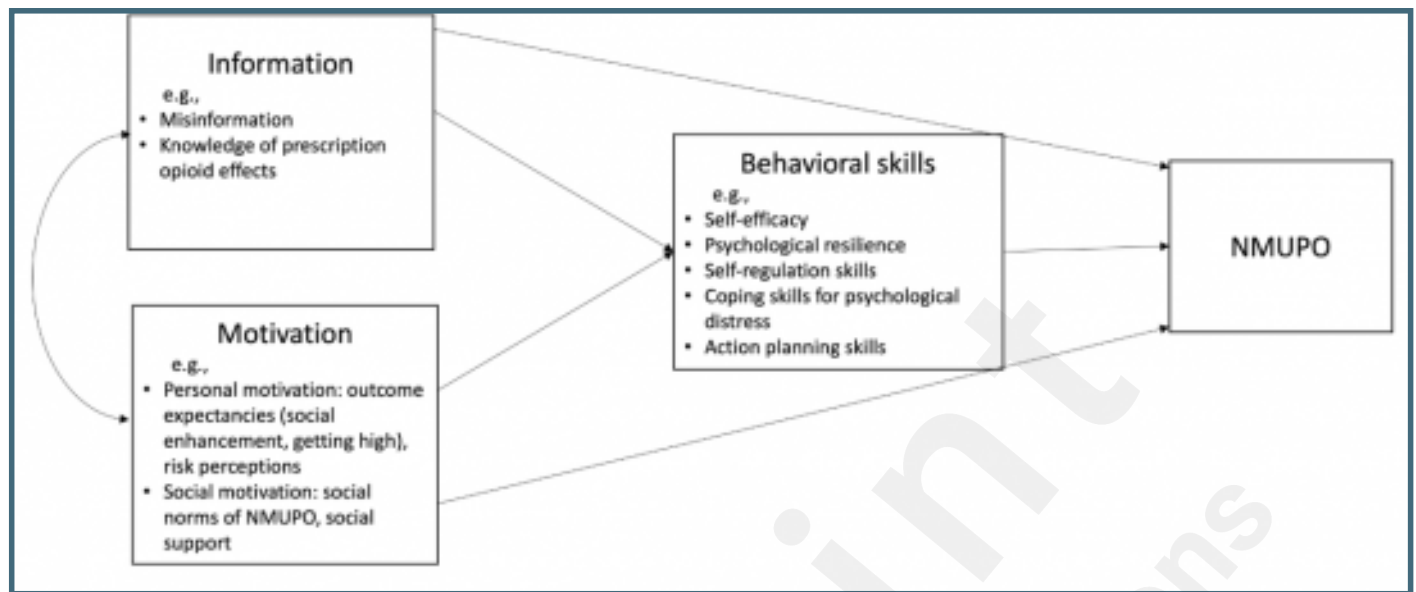 Information
e.g.,
• Misinformation
• Knowledge of prescription
opioid effects
Motivation
e.g.,
• Personal motivation: outcome
expectancies (social
enhancement, getting high),
risk perceptions
• Social motivation: social
norms of NMUPO, social
support
Behavioral skills
e.g.,
• Self-efficacy
• Psychological resilience
• Self-regulation skills
• Coping skills for psychological
distress
• Action planning skills
NMUPO
int
ons